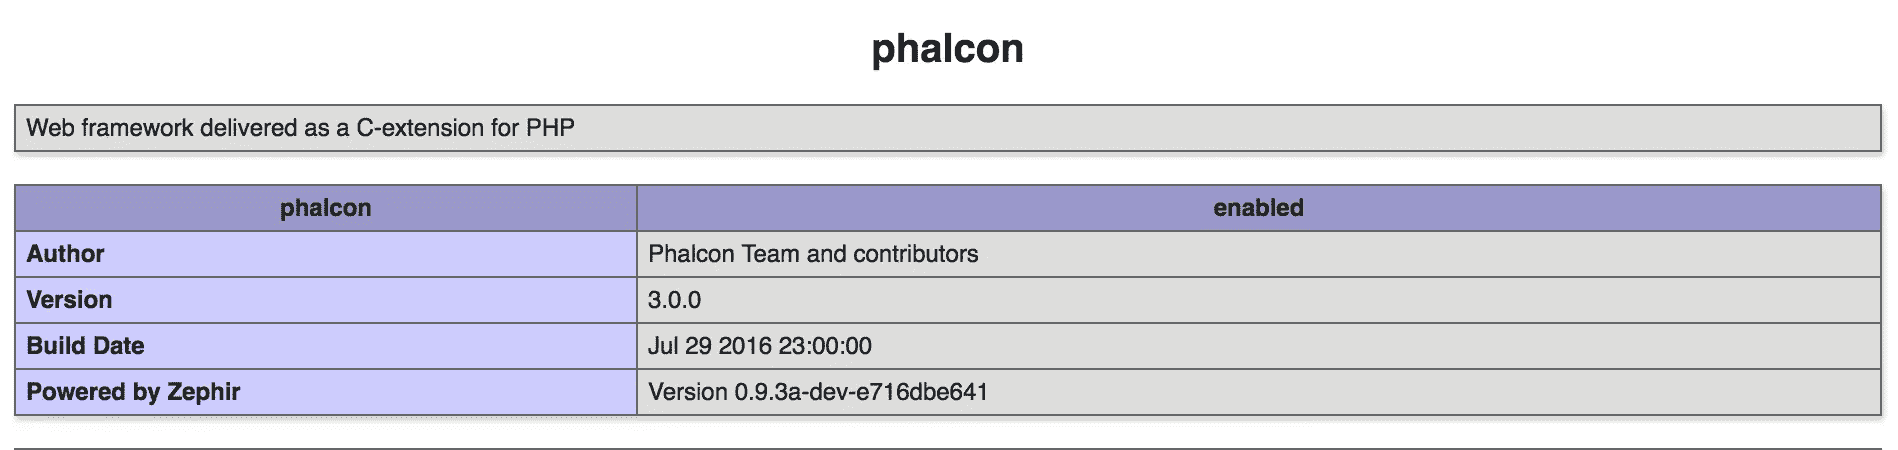 phalcon
Web framework delivered as a C-extension for PHP
phalcon enabled
Author Phalcon Team and contributors
Version 3.0.0
Build Date Jul 29 2016 23:00:00
Powered by Zephir Version 0.9.3a-dev-e716dbe641